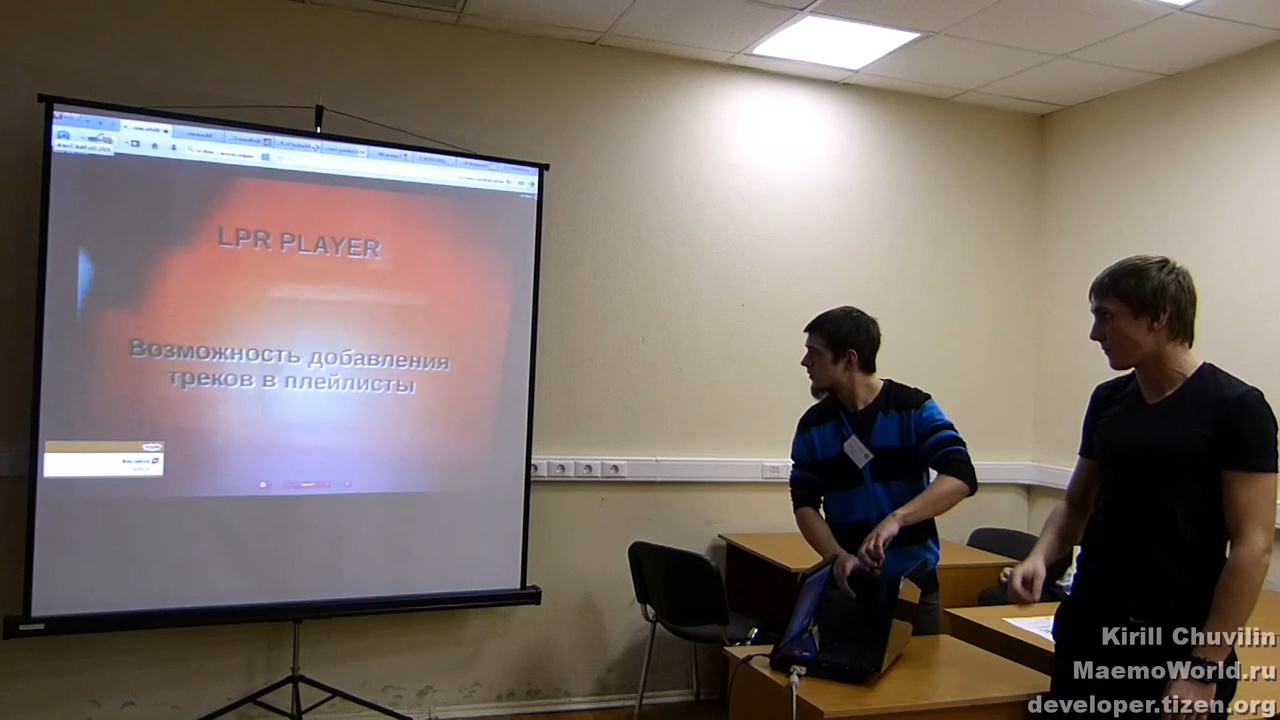 LPR PLAYER
Возможность добавления
треков в плейлисты
Kirill Chuvilin
MaemoWorld.ru
developer.tizen.org